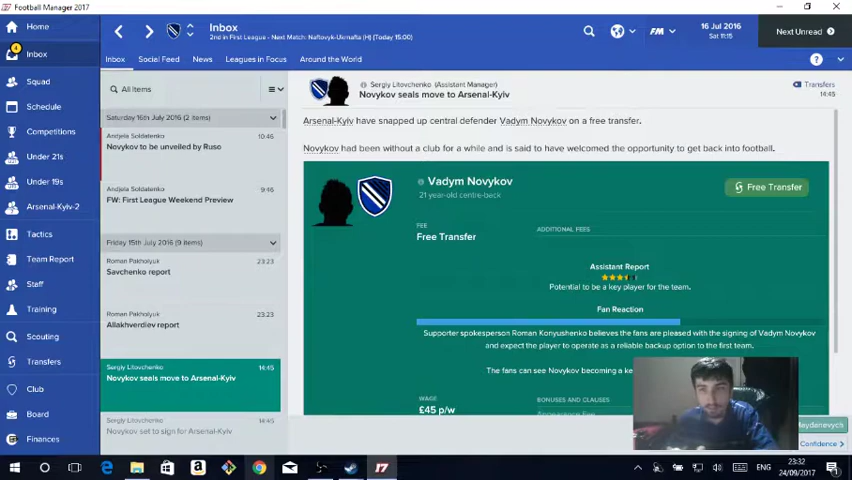 Football Manager 2017
Home
Inbox
Squad
Schedule
Competitions
Under 21s
Under 19s
Arsenal-Kyiv-2
Tactics
Team Report
Staff
Training
Scouting
Transfers
Club
Board
Finances
Inbox
2nd in First League - Next Match: Naftovyk-Ukrnafta (H) (Today 15:00)
FM
16 Jul 2016
Sat 11:15
Next Unread
Inbox
Social Feed
News
Leagues in Focus
Around the World
?
All Items
Saturday 16th July 2016 (2 items)
Andjela Soldatenko
10:46
Novykov to be unveiled by Ruso
Andjela Soldatenko
9:46
FW: First League Weekend Preview
Friday 15th July 2016 (9 items)
Roman Pakholyuk
23:23
Savchenko report
Roman Pakholyuk
23:23
Allakhverdiev report
Sergiy Litovchenko
14:45
Novykov seals move to Arsenal-Kyiv
Sergiy Litovchenko
14:45
Novykov set to sign for Arsenal-Kyiv
Sergiy Litovchenko (Assistant Manager)
Novykov seals move to Arsenal-Kyiv
Transfers
14:45
Arsenal-Kyiv have snapped up central defender Vadym Novykov on a free transfer.
Novykov had been without a club for a while and is said to have welcomed the opportunity to get back into football.
Vadym Novykov
21 year-old centre-back
Free Transfer
FEE
Free Transfer
ADDITIONAL FEES
Assistant Report
Potential to be a key player for the team.
Fan Reaction
Supporter spokesperson Roman Konyushenko believes the fans are pleased with the signing of Vadym Novykov
and expect the player to operate as a reliable backup option to the first team.
The fans can see Novykov becoming a ke
WAGE
£45 p/w
BONUSES AND CLAUSES
Appearance Fee
Confidence
ENG
23:32
24/09/2017